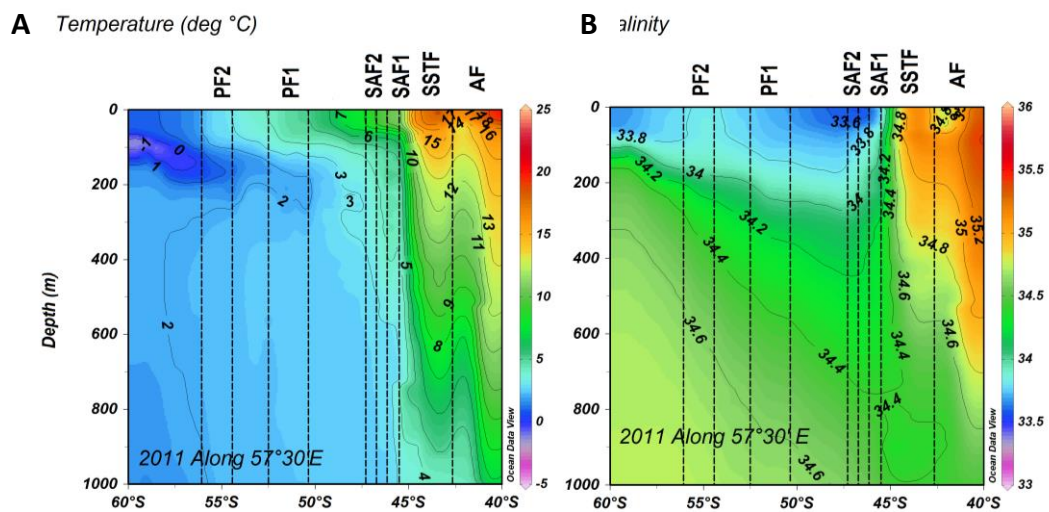 A Temperature (deg °C) B alinity
PF2 PF1 SAF2 SAF1 SSTF AF PF2 PF1 SAF2 SAF1 SSTF AF
0
200
400
600
800
1000
Depth (m)
60°S 55°S 50°S 45°S 40°S
-1 0 1 2 2 3 3 7 6 10 5 15 14 12 16 18 13 11 9 8 2 4
2011 Along 57°30' E
25
20
15
10
5
0
-5
Ocean Data View
0
200
400
600
800
1000
60°S 55°S 50°S 45°S 40°S
33.8 34 34.2 34.2 34.4 34.6 33.6 33.8 34 34.2 34.4 34.8 34.8 34.8 35 35.2 34.6 34.6 34.4 34.4 34.4 34.6
2011 Along 57°30' E
36
35.5
35
34.5
34
33.5
33
Ocean Data View